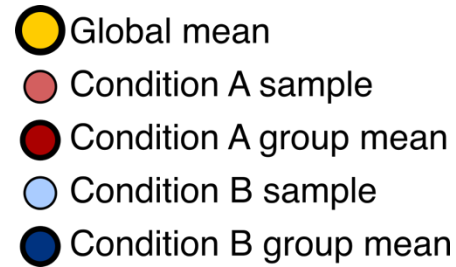 Global mean
Condition A sample
Condition A group mean
Condition B sample
Condition B group mean